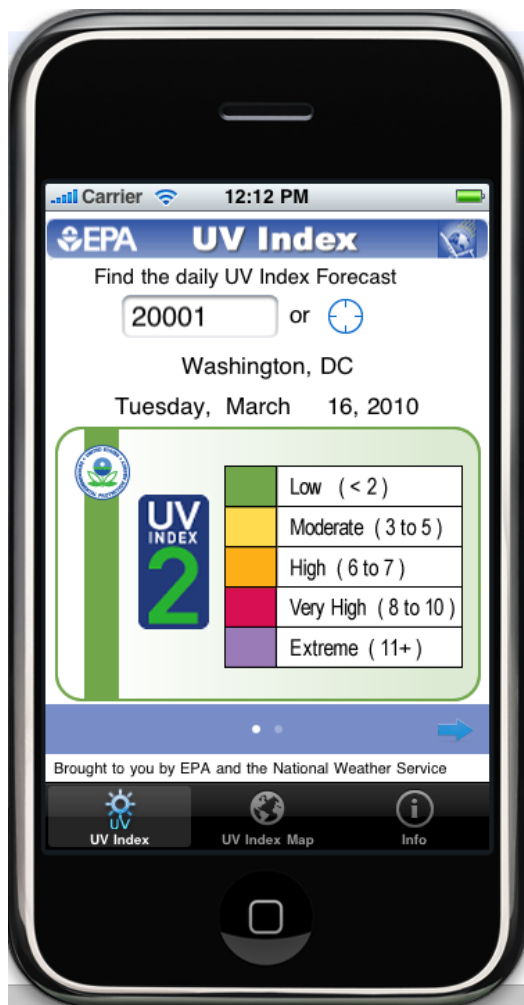 Carrier 12:12 PM
EPA UV Index
Find the daily UV Index Forecast
20001 or
Washington, DC
Tuesday, March 16, 2010
UV
INDEX
2
Low ( < 2 )
Moderate ( 3 to 5 )
High ( 6 to 7 )
Very High ( 8 to 10 )
Extreme ( 11+ )
Brought to you by EPA and the National Weather Service
UV
UV Index UV Index Map Info